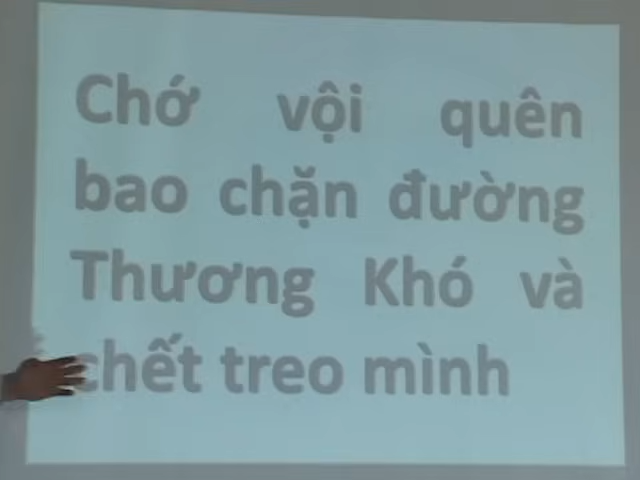 Chớ vội quên
bao chặn đường
Thương Khó và
chết treo mình